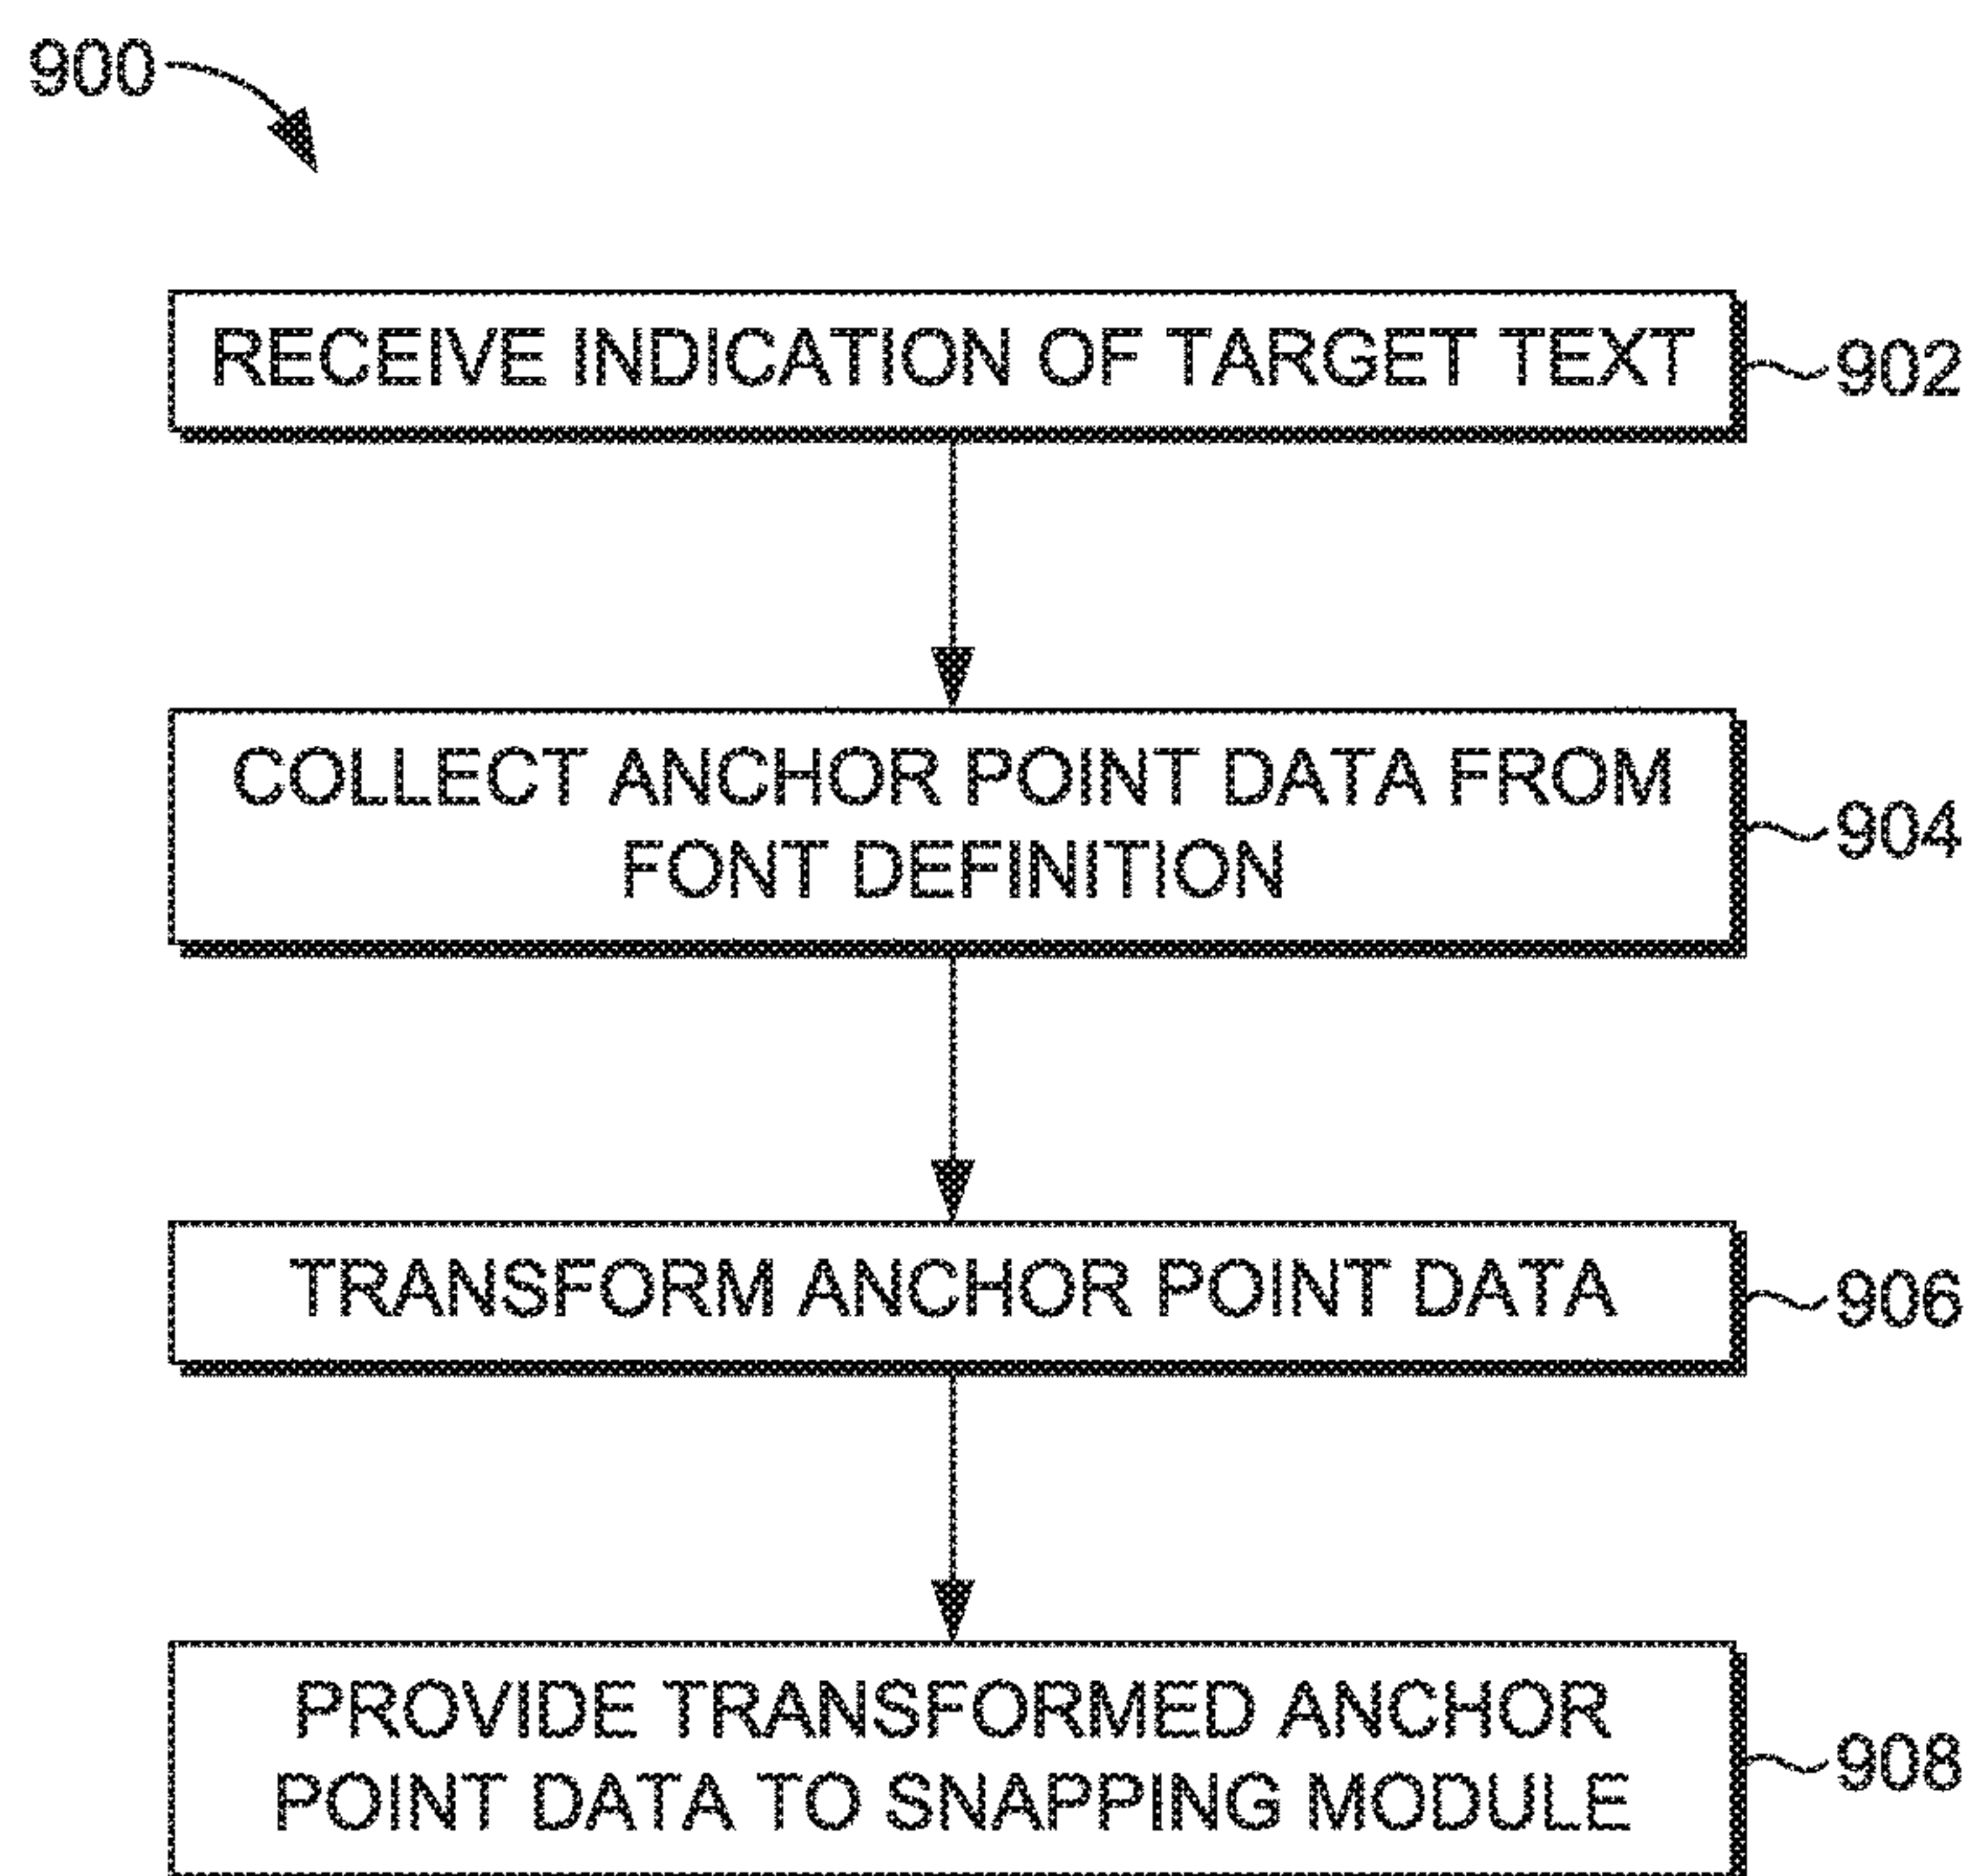 900
RECEIVE INDICATION OF TARGET TEXT
902
COLLECT ANCHOR POINT DATA FROM
FONT DEFINITION
904
TRANSFORM ANCHOR POINT DATA
906
PROVIDE TRANSFORMED ANCHOR
POINT DATA TO SNAPPING MODULE
908